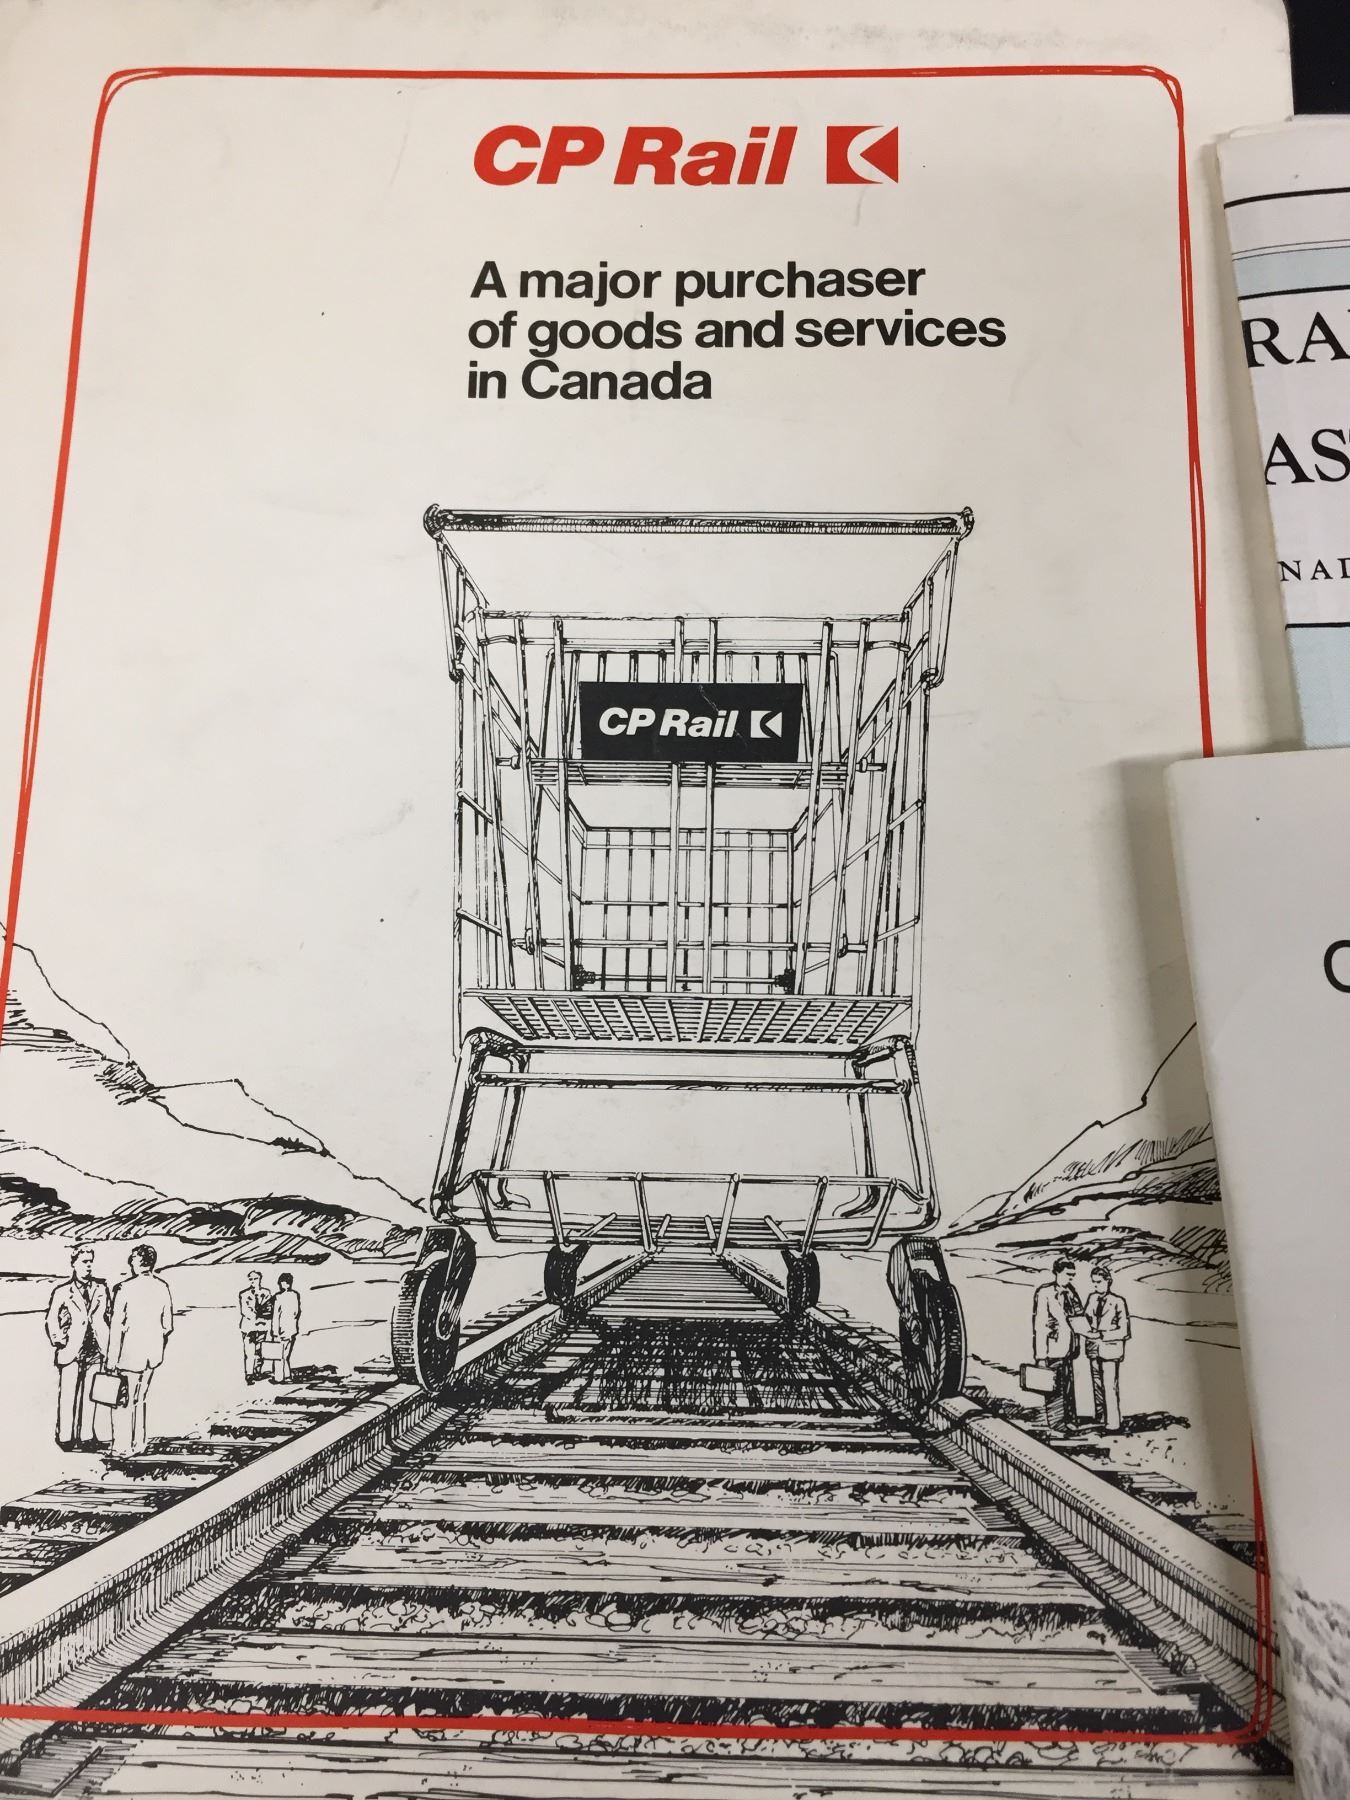 CP Rail
A major purchaser
of goods and services
in Canada
CP Rail